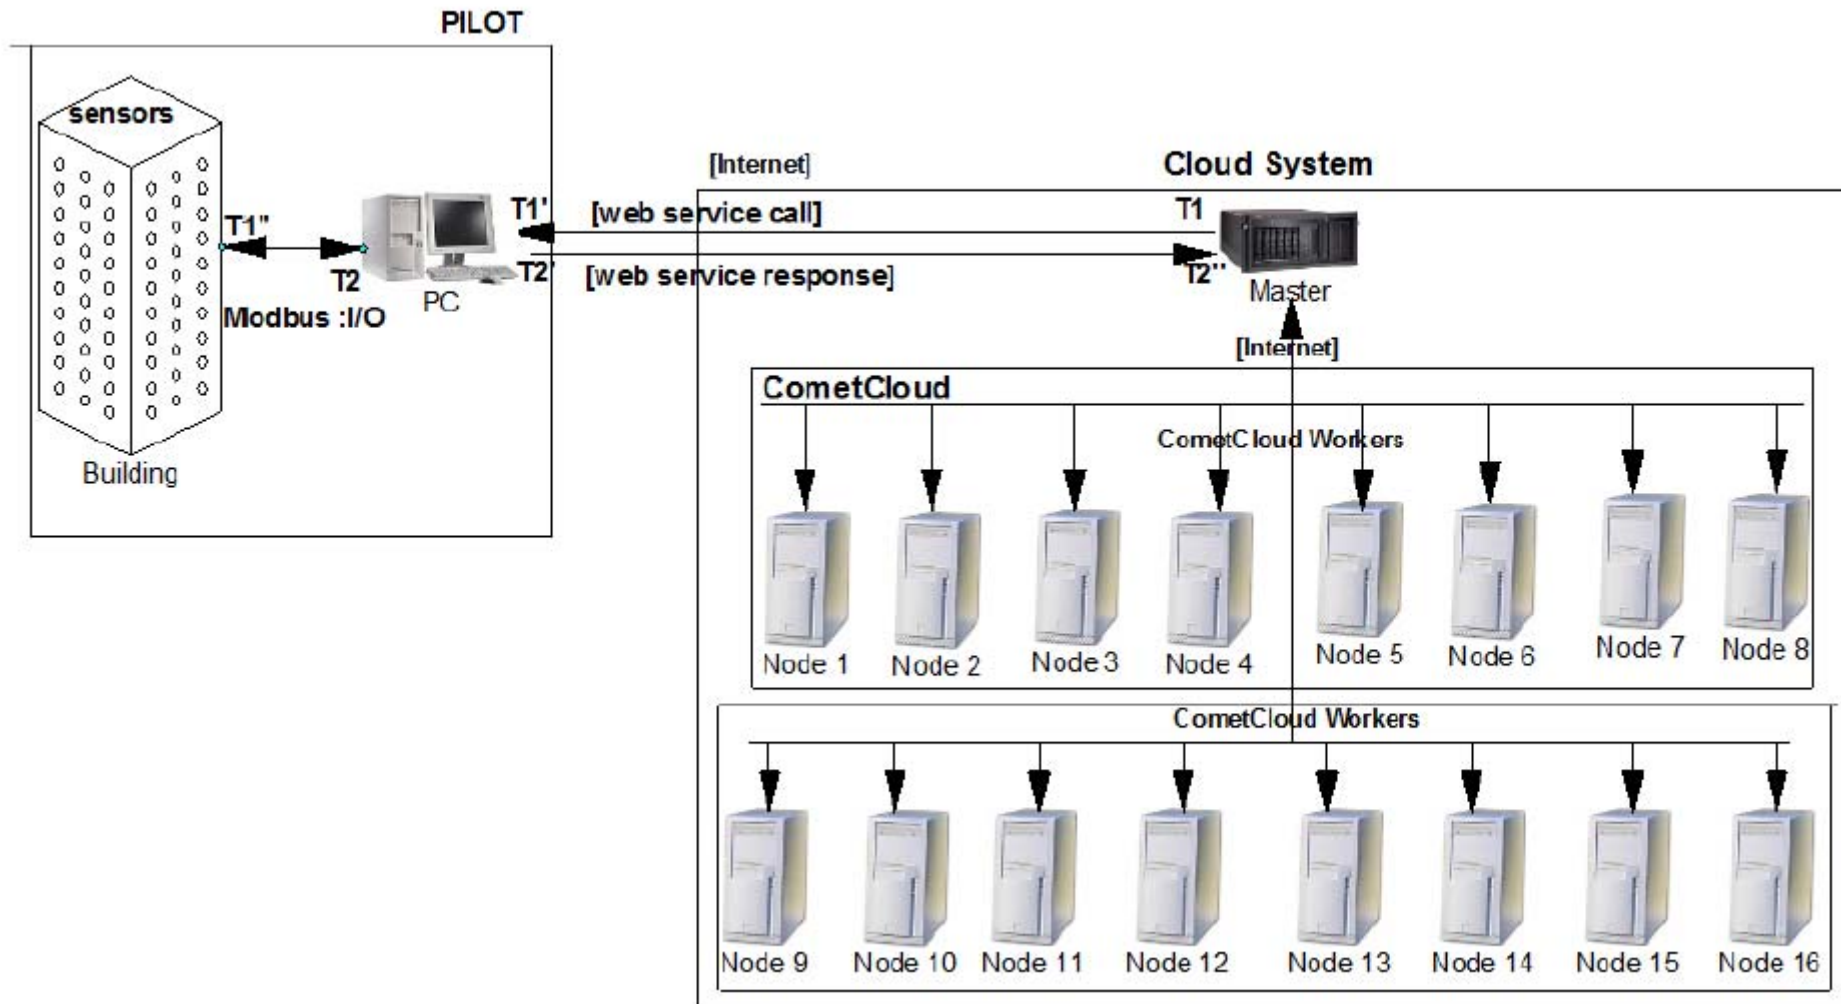 PILOT
sensors
[Internet]
Cloud System
T1"
T1'
[web service call]
T1
T2
T2'
[web service response]
T2''
PC
Master
Modbus :I/O
[Internet]
CometCloud
CometCloud Workers
Building
Node 1
Node 2
Node 3
Node 4
Node 5
Node 6
Node 7
Node 8
CometCloud Workers
Node 9
Node 10
Node 11
Node 12
Node 13
Node 14
Node 15
Node 16